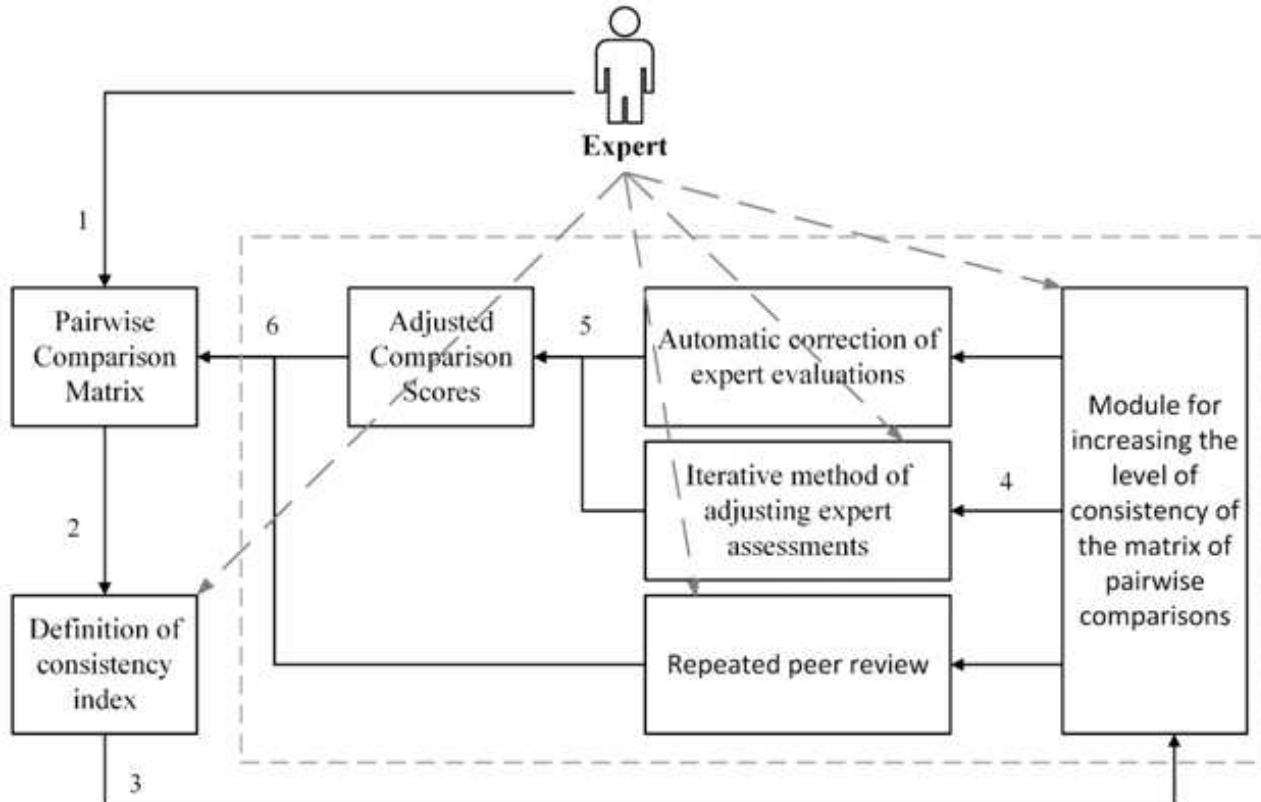 Expert
1
Pairwise
Comparison
Matrix
6
Adjusted
Comparison
Scores
5
Automatic correction of
expert evaluations
Module for
increasing the
level of
consistency of
the matrix of
pairwise
comparisons
Iterative method of
adjusting expert
assessments
4
2
Definition of
consistency
index
Repeated peer review
3